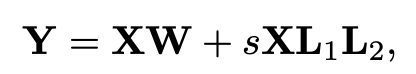 Y = XW + sXL₁L₂,